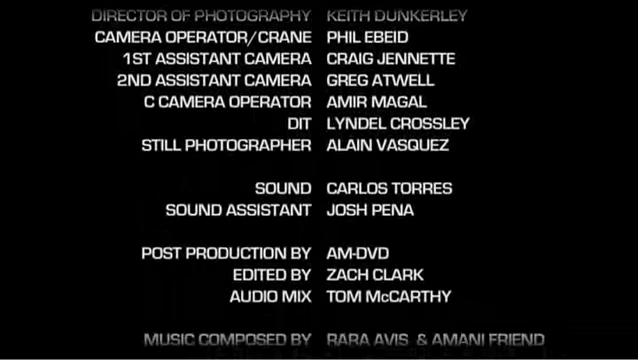 DIRECTOR OF PHOTOGRAPHY KEITH DUNKERLEY
CAMERA OPERATOR/CRANE PHIL EBEID
1ST ASSISTANT CAMERA CRAIG JENNETTE
2ND ASSISTANT CAMERA GREG ATWELL
C CAMERA OPERATOR AMIR MAGAL
DIT LYNDEL CROSSLEY
STILL PHOTOGRAPHER ALAIN VASQUEZ
SOUND CARLOS TORRES
SOUND ASSISTANT JOSH PENA
POST PRODUCTION BY AM-DVD
EDITED BY ZACH CLARK
AUDIO MIX TOM McCARTHY
MUSIC COMPOSED BY RARA AVIS & AMANI FRIEND